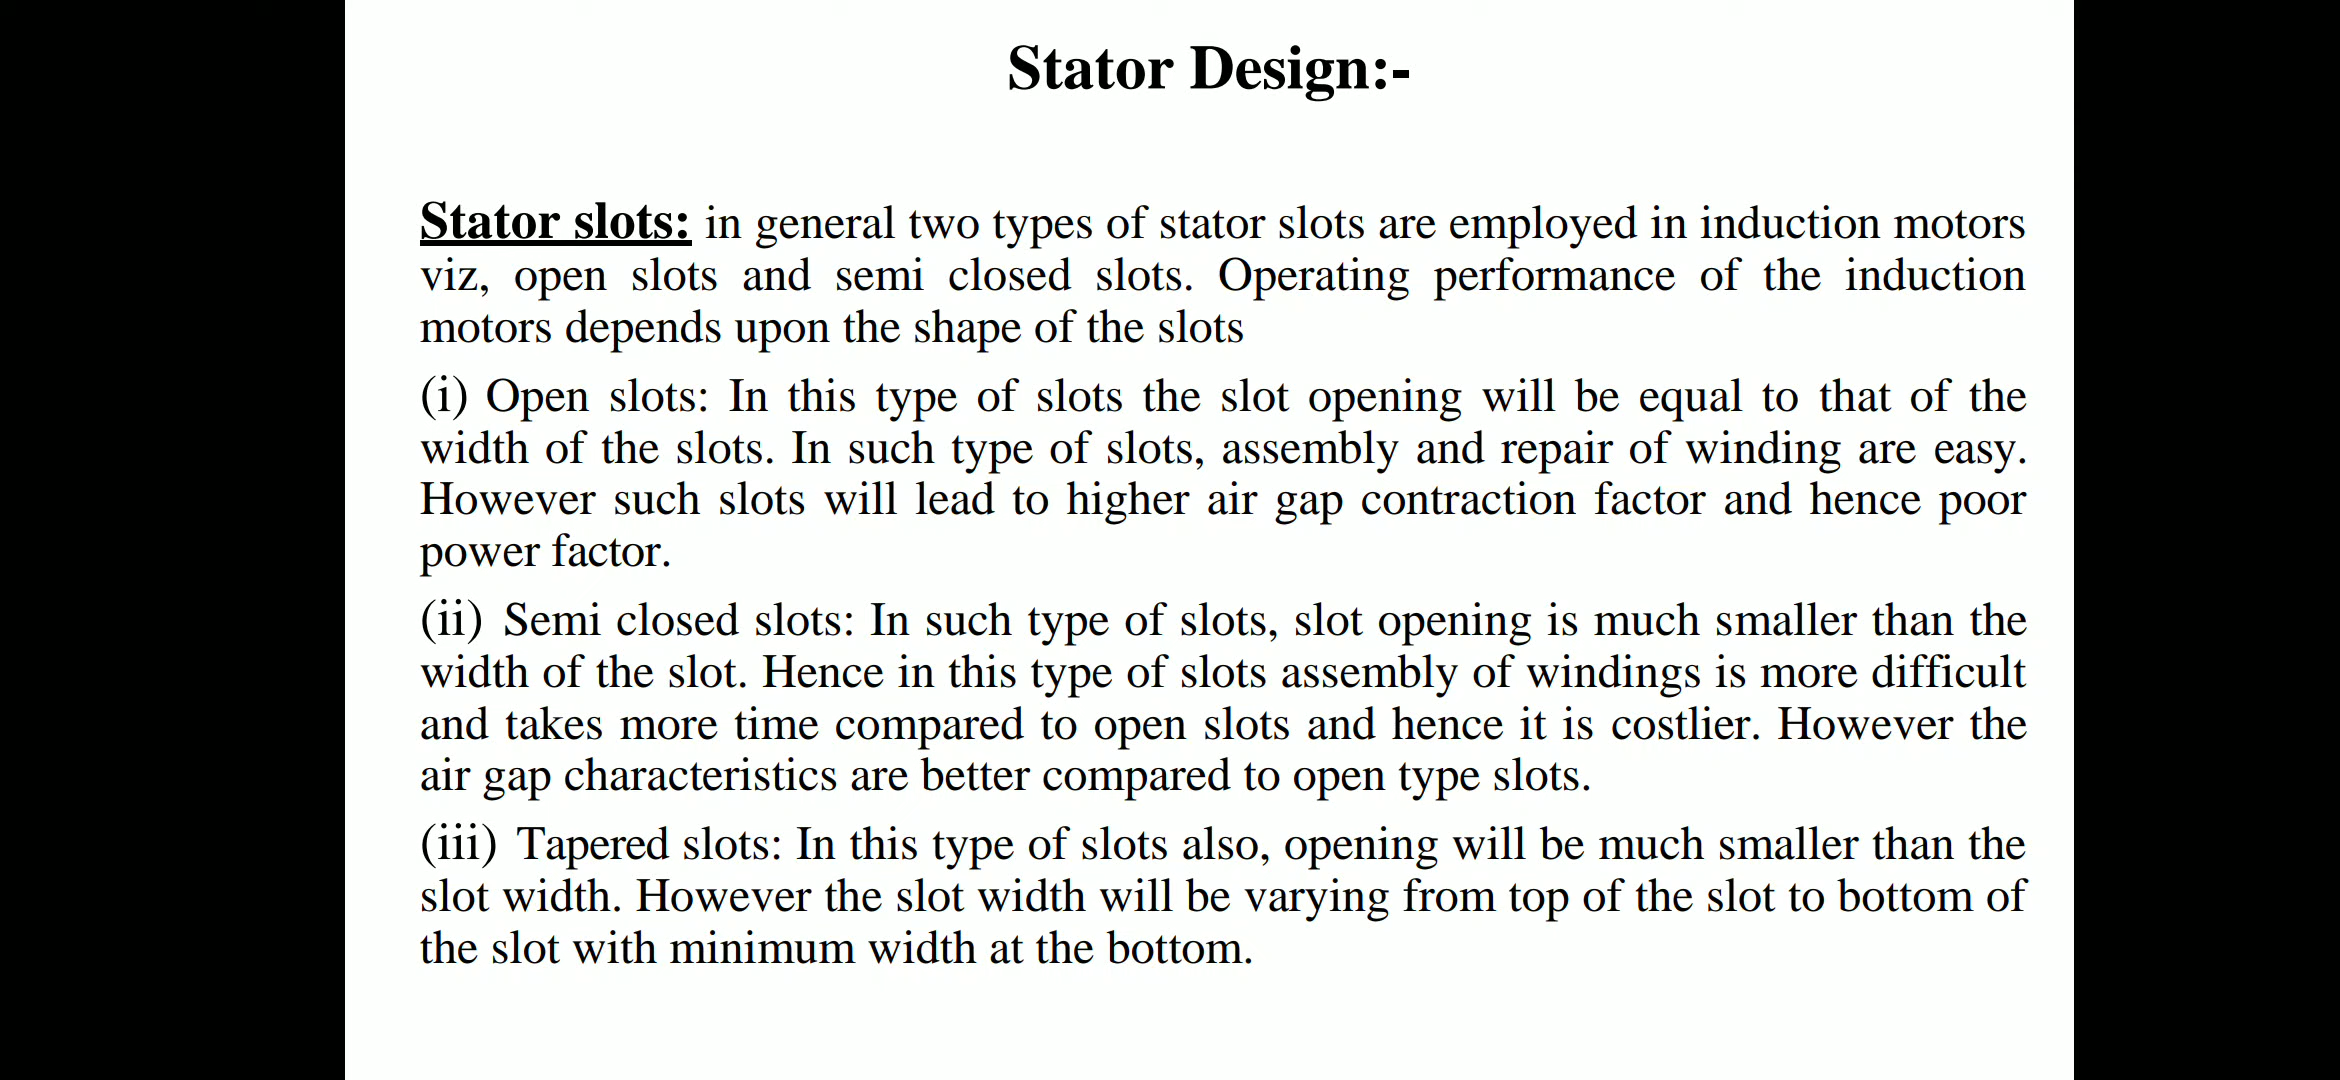 Stator Design:-
Stator slots: in general two types of stator slots are employed in induction motors
viz, open slots and semi closed slots. Operating performance of the induction
motors depends upon the shape of the slots
(i) Open slots: In this type of slots the slot opening will be equal to that of the
width of the slots. In such type of slots, assembly and repair of winding are easy.
However such slots will lead to higher air gap contraction factor and hence poor
power factor.
(ii) Semi closed slots: In such type of slots, slot opening is much smaller than the
width of the slot. Hence in this type of slots assembly of windings is more difficult
and takes more time compared to open slots and hence it is costlier. However the
air gap characteristics are better compared to open type slots.
(iii) Tapered slots: In this type of slots also, opening will be much smaller than the
slot width. However the slot width will be varying from top of the slot to bottom of
the slot with minimum width at the bottom.